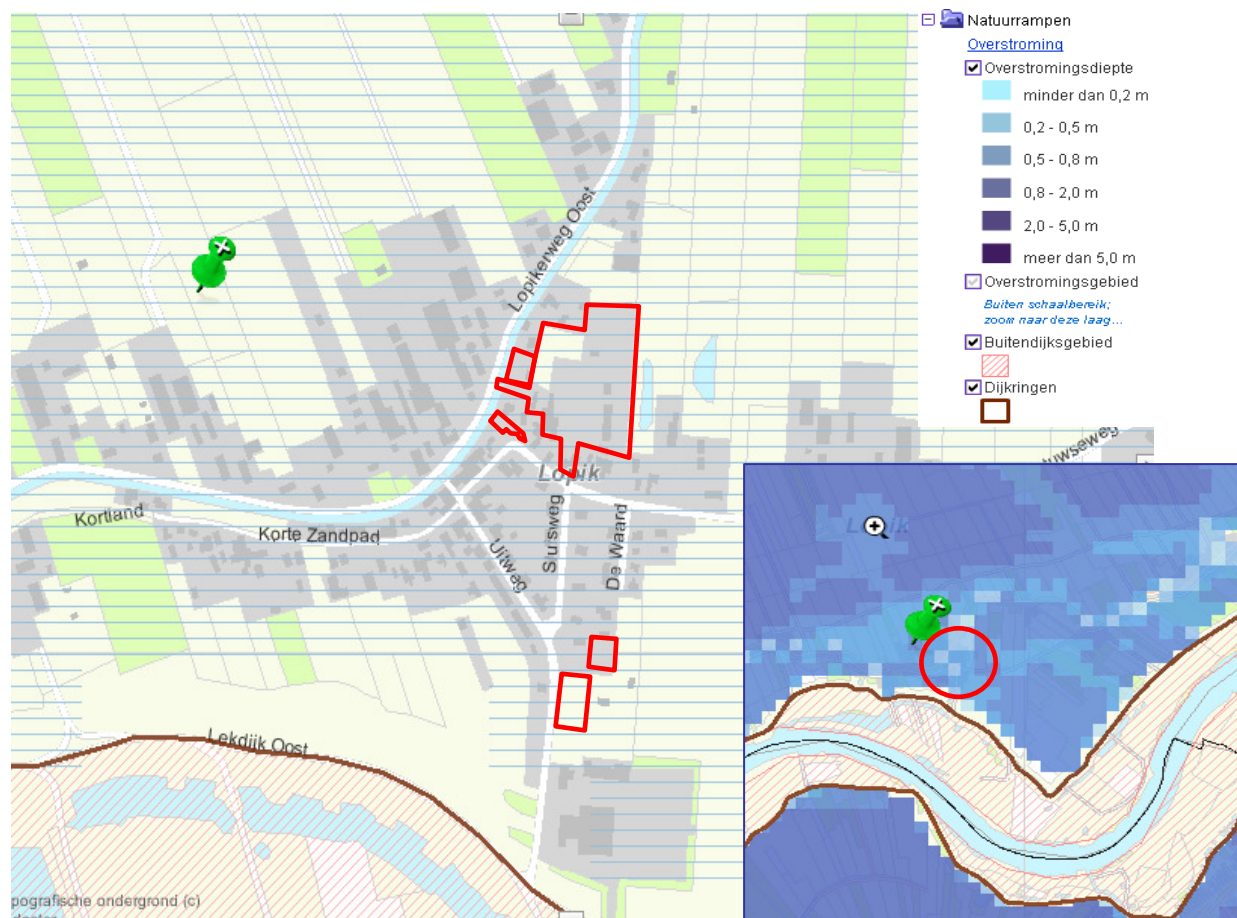 Natuurrampen
Overstroming
Overstromingsdiepte
minder dan 0,2 m
0,2 - 0,5 m
0,5 - 0,8 m
0,8 - 2,0 m
2,0 - 5,0 m
meer dan 5,0 m
Overstromingsgebied
Buiten schaalbereik;
zoom naar deze laag...
Buitendijksgebied
Dijkringen
Lopikerweg Oost
Lopik
uwseweg
Kortland
Korte Zandpad
Uitweg
Sluisweg
De Waard
Lekdijk Oost
Lopik
pografische ondergrond (c)